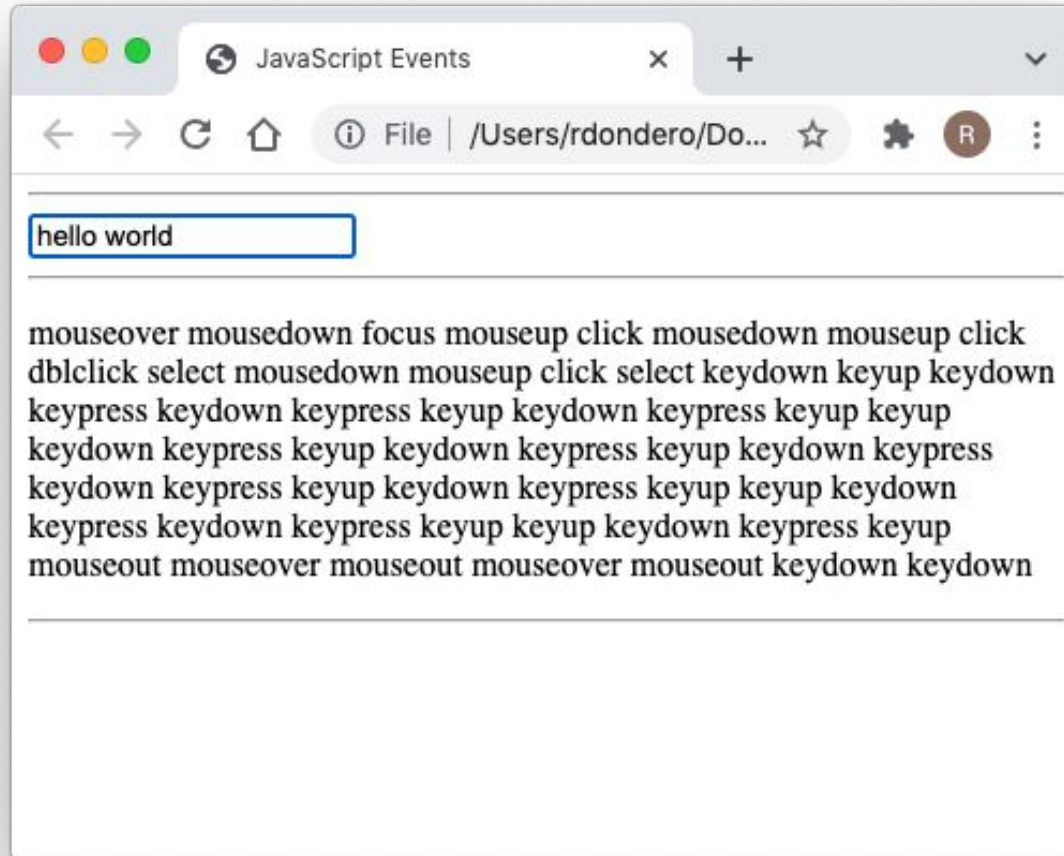 JavaScript Events
File /Users/rdondero/Do...
R
hello world
mouseover mousedown focus mouseup click mousedown mouseup click
dblclick select mousedown mouseup click select keydown keyup keydown
keypress keydown keypress keyup keydown keypress keyup keyup
keydown keypress keyup keydown keypress keyup keydown keypress
keydown keypress keyup keydown keypress keyup keyup keydown
keypress keydown keypress keyup keyup keydown keypress keyup
mouseout mouseover mouseout mouseover mouseout keydown keydown